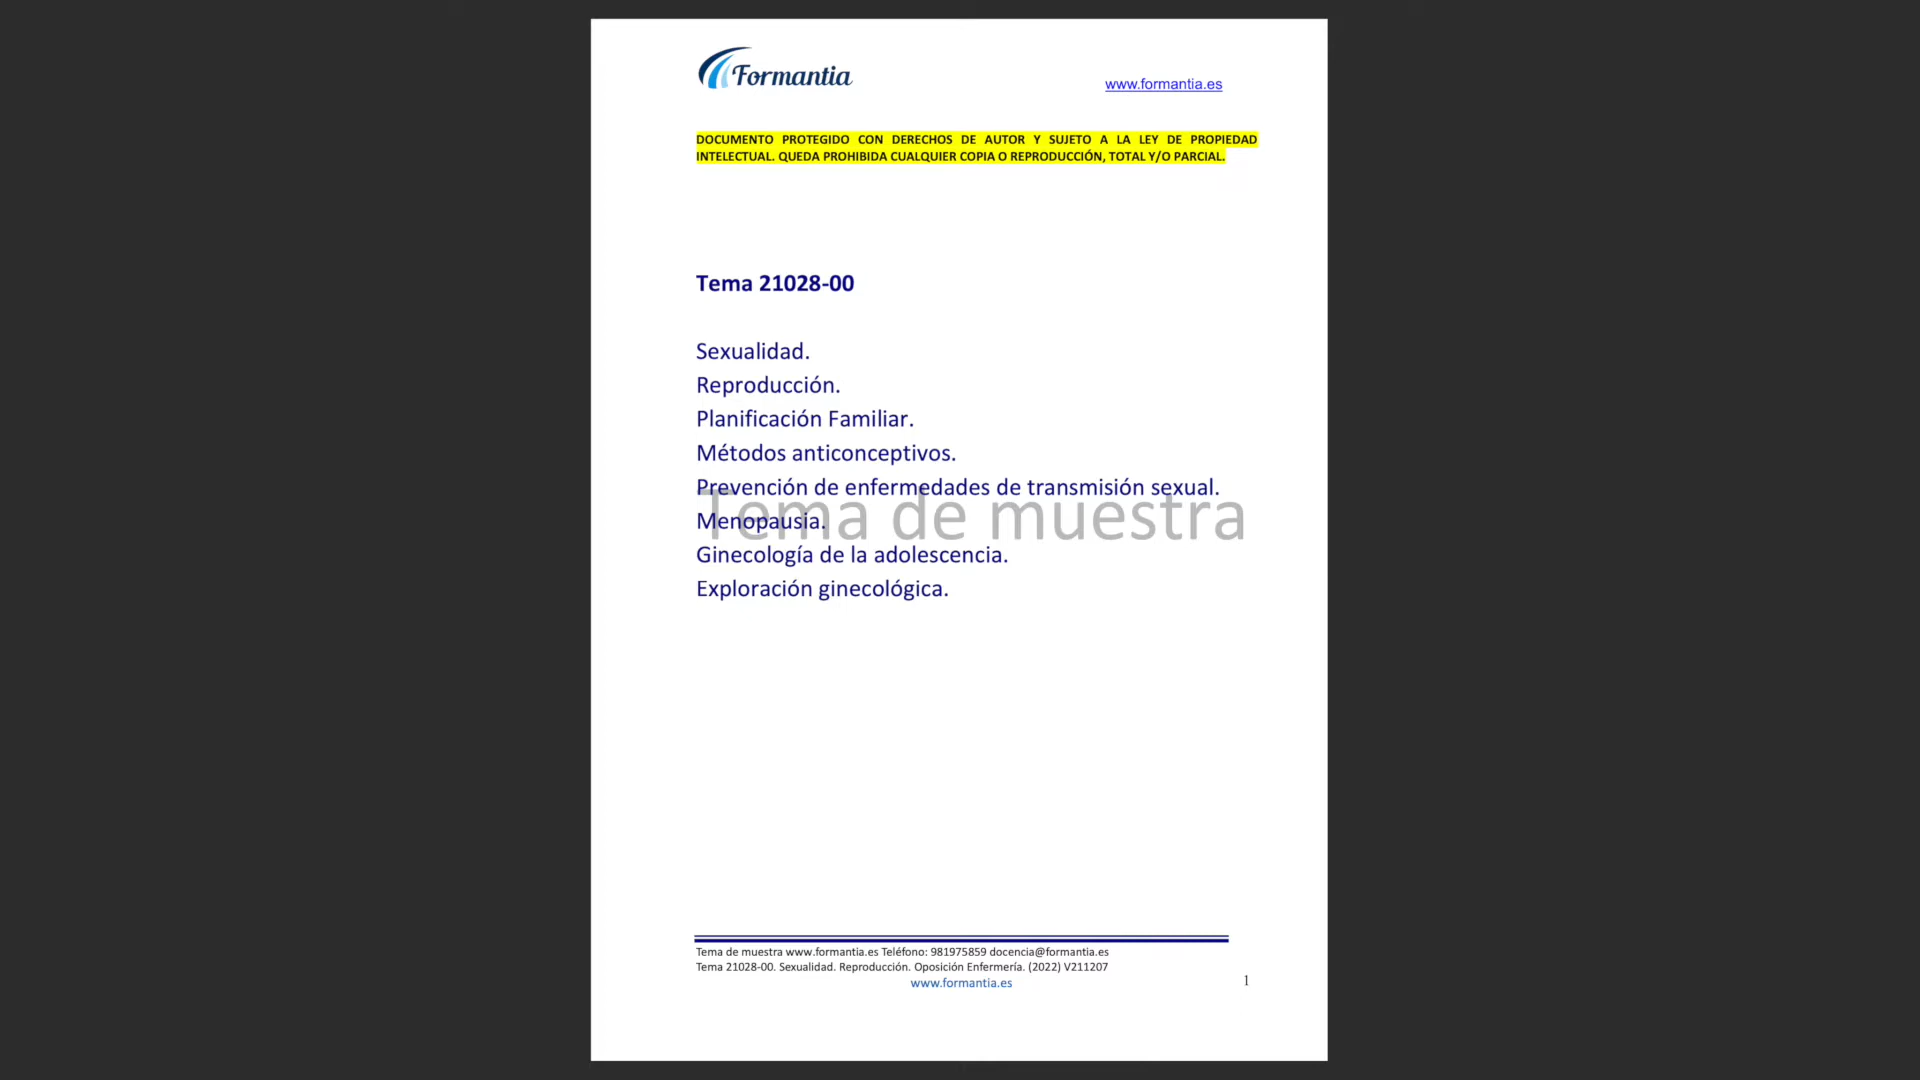 Formantia
www.formantia.es
DOCUMENTO PROTEGIDO CON DERECHOS DE AUTOR Y SUJETO A LA LEY DE PROPIEDAD
INTELECTUAL. QUEDA PROHIBIDA CUALQUIER COPIA O REPRODUCCIÓN, TOTAL Y/O PARCIAL.
Tema 21028-00
Sexualidad.
Reproducción.
Planificación Familiar.
Métodos anticonceptivos.
Prevención de enfermedades de transmisión sexual.
Tema de muestra
Menopausia.
Ginecología de la adolescencia.
Exploración ginecológica.
Tema de muestra www.formantia.es Teléfono: 981975859 docencia@formantia.es
Tema 21028-00. Sexualidad. Reproducción. Oposición Enfermería. (2022) V211207
www.formantia.es
1